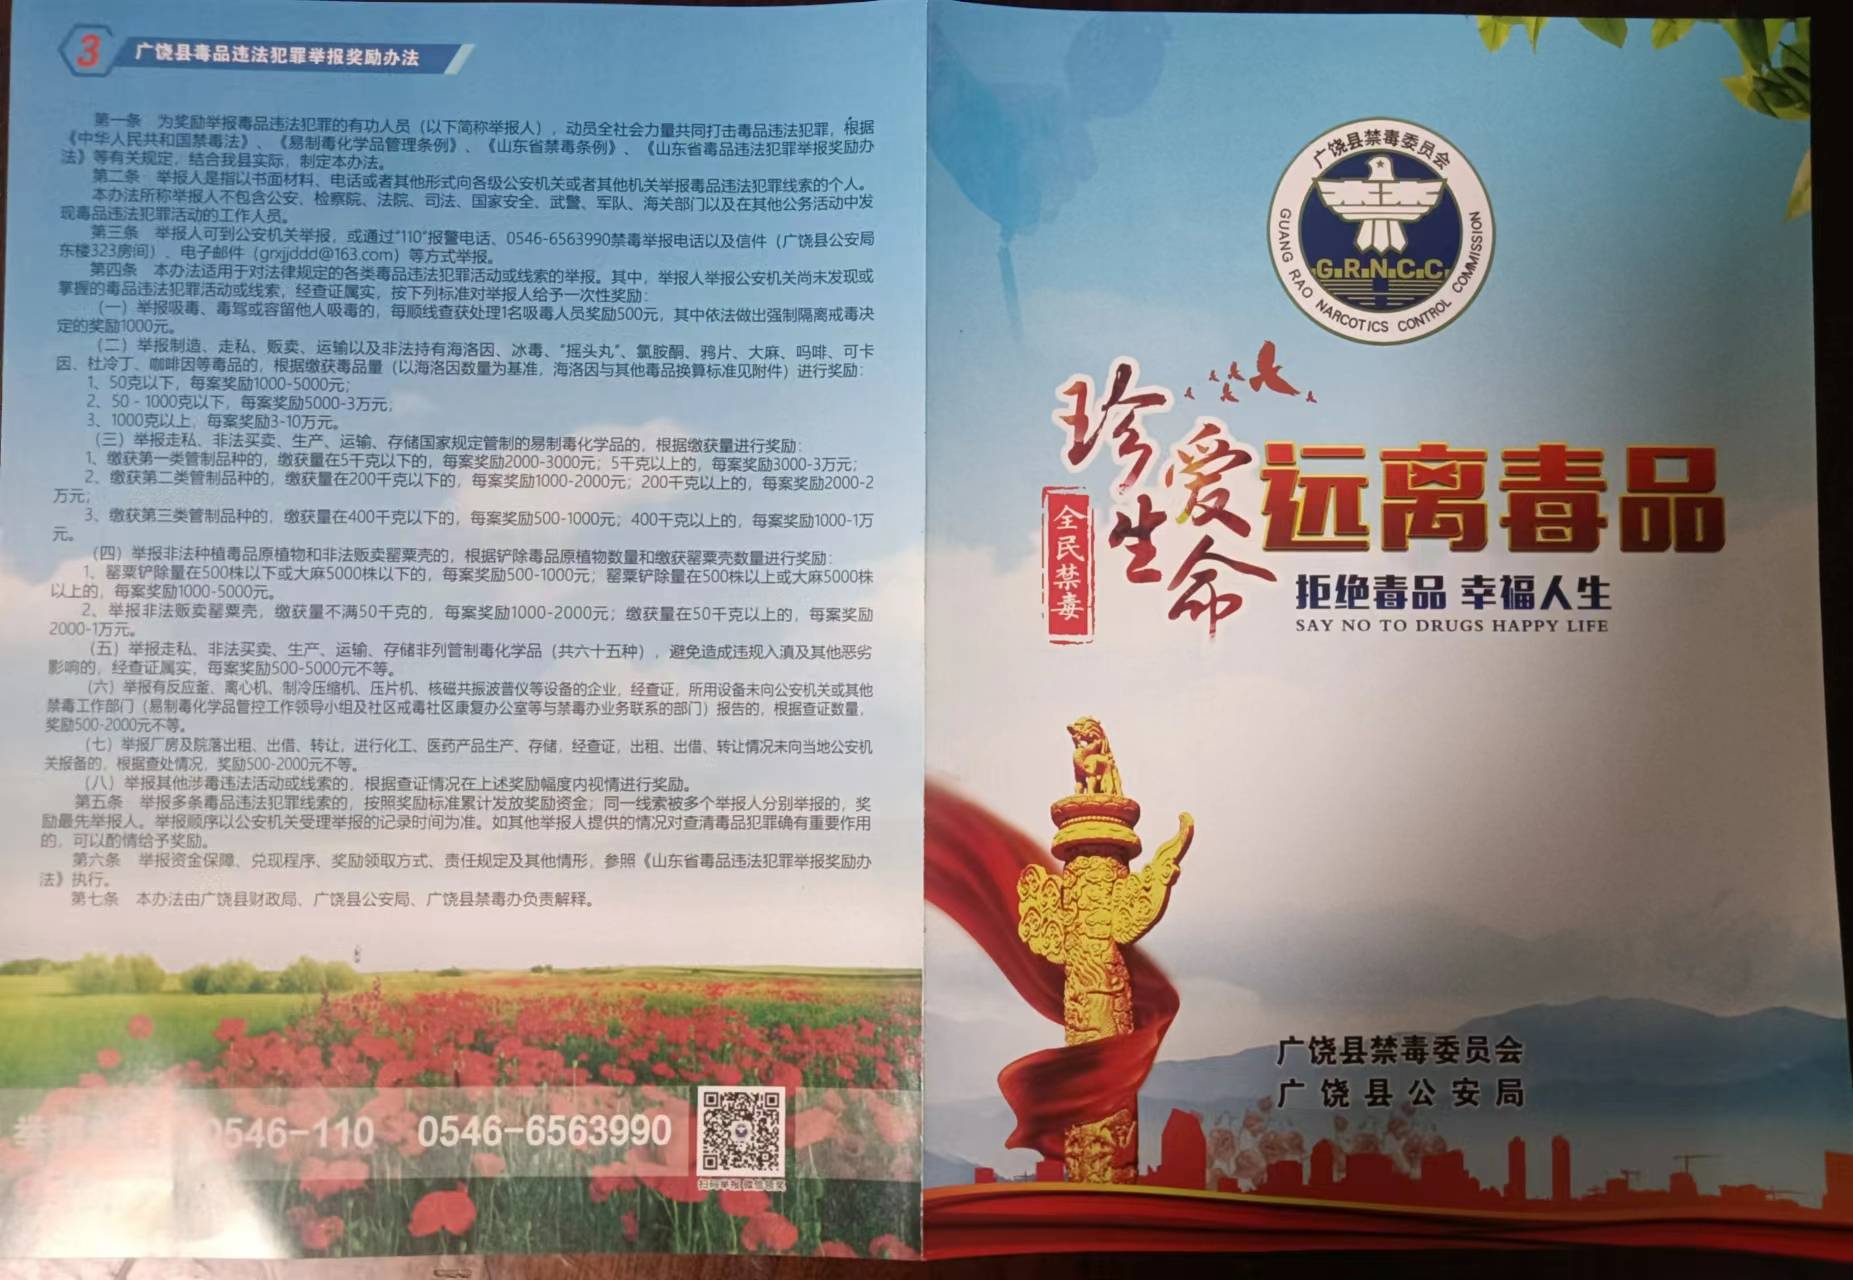 3 广饶县毒品违法犯罪举报奖励办法
第一条　为奖励举报毒品违法犯罪的有功人员（以下简称举报人），动员全社会力量共同打击毒品违法犯罪，根据
《中华人民共和国禁毒法》、《易制毒化学品管理条例》、《山东省禁毒条例》、《山东省毒品违法犯罪举报奖励办
法》等有关规定，结合我县实际，制定本办法。
第二条　举报人是指以书面材料、电话或者其他形式向各级公安机关或者其他机关举报毒品违法犯罪线索的个人。
本办法所称举报人不包含公安、检察院、法院、司法、国家安全、武警、军队、海关部门以及在其他公务活动中发
现毒品违法犯罪活动的工作人员。
第三条　举报人可到公安机关举报，或通过“110”报警电话、0546-6563990禁毒举报电话以及信件（广饶县公安局
东楼323房间）、电子邮件（grxjjddd@163.com）等方式举报。
第四条　本办法适用于对法律规定的各类毒品违法犯罪活动或线索的举报。其中，举报人举报公安机关尚未发现或
掌握的毒品违法犯罪活动或线索，经查证属实，按下列标准对举报人给予一次性奖励：
（一）举报吸毒、毒驾或容留他人吸毒的，每顺线查获处理1名吸毒人员奖励500元，其中依法做出强制隔离戒毒决
定的奖励1000元。
（二）举报制造、走私、贩卖、运输以及非法持有海洛因、冰毒、“摇头丸”、氯胺酮、鸦片、大麻、吗啡、可卡
因、杜冷丁、咖啡因等毒品的，根据缴获毒品量（以海洛因数量为基准，海洛因与其他毒品换算标准见附件）进行奖励：
1、50克以下，每案奖励1000-5000元；
2、50－1000克以下，每案奖励5000-3万元；
3、1000克以上，每案奖励3-10万元。
（三）举报走私、非法买卖、生产、运输、存储国家规定管制的易制毒化学品的，根据缴获量进行奖励：
1、缴获第一类管制品种的，缴获量在5千克以下的，每案奖励2000-3000元；5千克以上的，每案奖励3000-3万元；
2、缴获第二类管制品种的，缴获量在200千克以下的，每案奖励1000-2000元；200千克以上的，每案奖励2000-2
万元；
3、缴获第三类管制品种的，缴获量在400千克以下的，每案奖励500-1000元；400千克以上的，每案奖励1000-1万
元。
（四）举报非法种植毒品原植物和非法贩卖罂粟壳的，根据铲除毒品原植物数量和缴获罂粟壳数量进行奖励：
1、罂粟铲除量在500株以下或大麻5000株以下的，每案奖励500-1000元；罂粟铲除量在500株以上或大麻5000株
以上的，每案奖励1000-5000元。
2、举报非法贩卖罂粟壳，缴获量不满50千克的，每案奖励1000-2000元；缴获量在50千克以上的，每案奖励
2000-1万元。
（五）举报走私、非法买卖、生产、运输、存储非列管制毒化学品（共六十五种），避免造成违规入滇及其他恶劣
影响的，经查证属实，每案奖励500-5000元不等。
（六）举报有反应釜、离心机、制冷压缩机、压片机、核磁共振波普仪等设备的企业，经查证，所用设备未向公安机关或其他
禁毒工作部门（易制毒化学品管控工作领导小组及社区戒毒社区康复办公室等与禁毒办业务联系的部门）报告的，根据查证数量，
奖励500-2000元不等。
（七）举报厂房及院落出租、出借、转让，进行化工、医药产品生产、存储，经查证，出租、出借、转让情况未向当地公安机
关报备的，根据查处情况，奖励500-2000元不等。
（八）举报其他涉毒违法活动或线索的，根据查证情况在上述奖励幅度内视情进行奖励。
第五条　举报多条毒品违法犯罪线索的，按照奖励标准累计发放奖励资金；同一线索被多个举报人分别举报的，奖
励最先举报人。举报顺序以公安机关受理举报的记录时间为准。如其他举报人提供的情况对查清毒品犯罪确有重要作用
的，可以酌情给予奖励。
第六条　举报资金保障、兑现程序、奖励领取方式、责任规定及其他情形，参照《山东省毒品违法犯罪举报奖励办
法》执行。
第七条　本办法由广饶县财政局、广饶县公安局、广饶县禁毒办负责解释。
0546-110 0546-6563990
扫码举报 微信领奖
广饶县禁毒委员会
G.R.N.C.C.
GUANG RAO NARCOTICS CONTROL COMMISSION
珍爱生命
远离毒品
全民禁毒
拒绝毒品 幸福人生
SAY NO TO DRUGS HAPPY LIFE
广饶县禁毒委员会
广饶县公安局